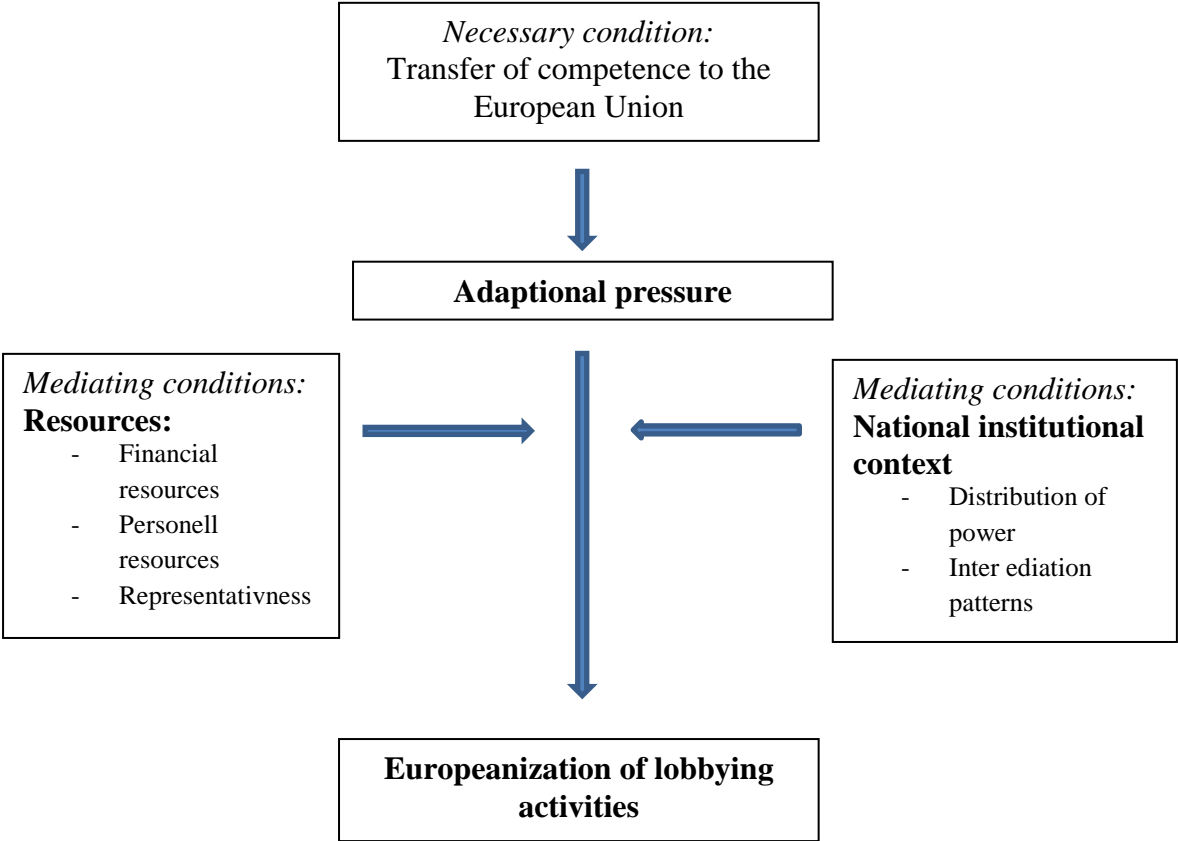 Necessary condition:
Transfer of competence to the
European Union
Adaptional pressure
Mediating conditions:
Resources:
- Financial
resources
- Personell
resources
- Representativness
Mediating conditions:
National institutional
context
- Distribution of
power
- Inter ediation
patterns
Europeanization of lobbying
activities